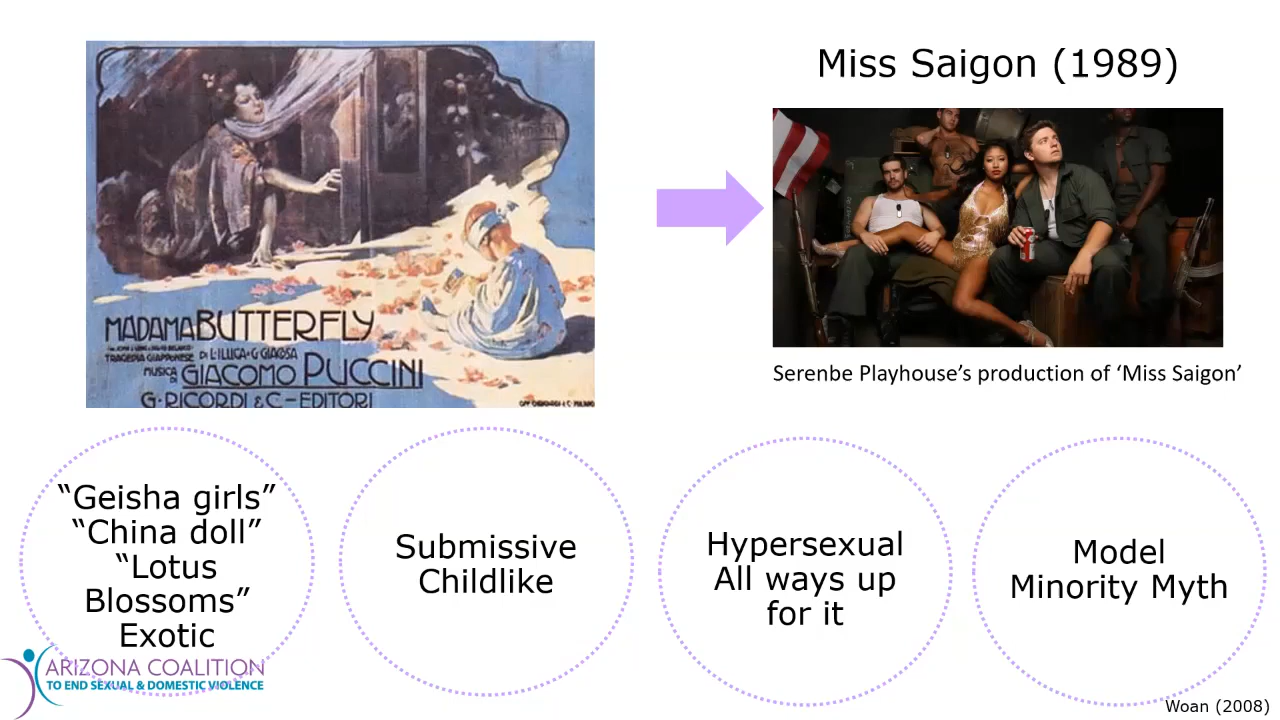 Miss Saigon (1989)
MADAMA BUTTERFLY
TRAGEDIA GIAPPONESE DI L·ILLICA·G GIACOSA
MUSICA DI GIACOMO PUCCINI
G·RICORDI & C-EDITORI
Serenbe Playhouse’s production of ‘Miss Saigon’
“Geisha girls”
“China doll”
“Lotus
Blossoms”
Exotic
Submissive
Childlike
Hypersexual
All ways up
for it
Model
Minority Myth
ARIZONA COALITION
TO END SEXUAL & DOMESTIC VIOLENCE
Woan (2008)